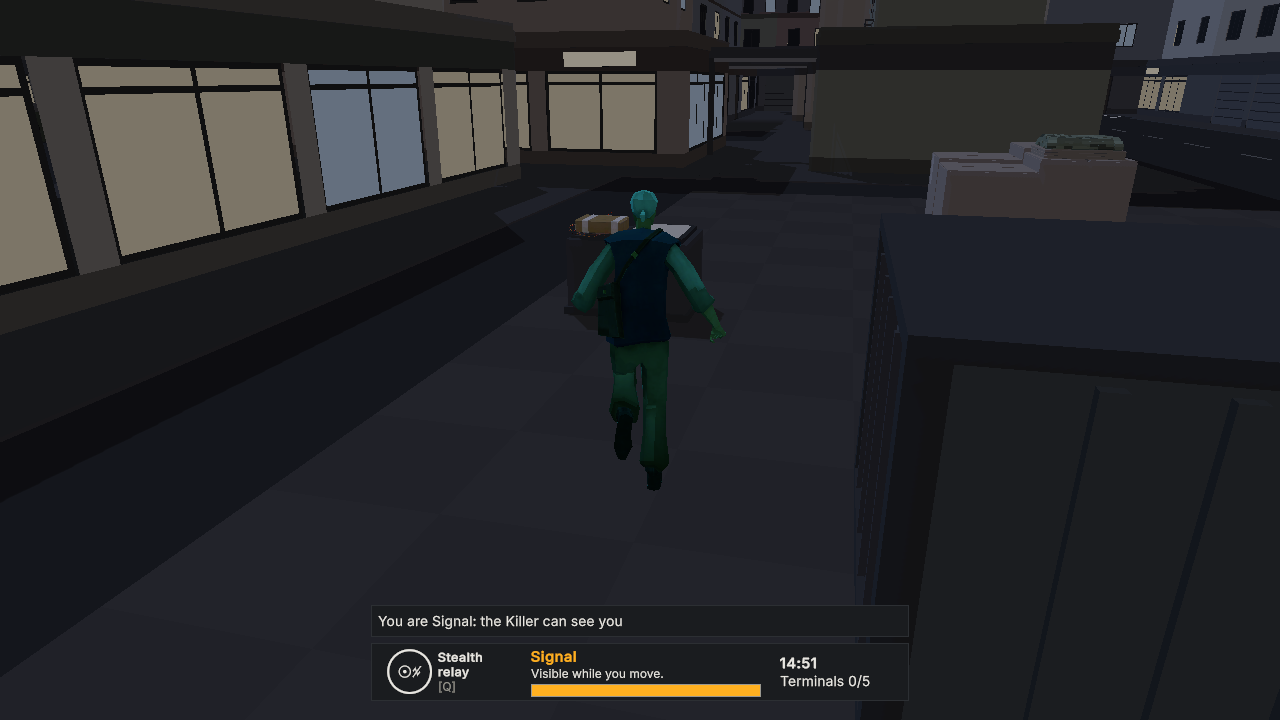 You are Signal: the Killer can see you
Stealth
relay
[Q]
Signal
Visible while you move.
14:51
Terminals 0/5